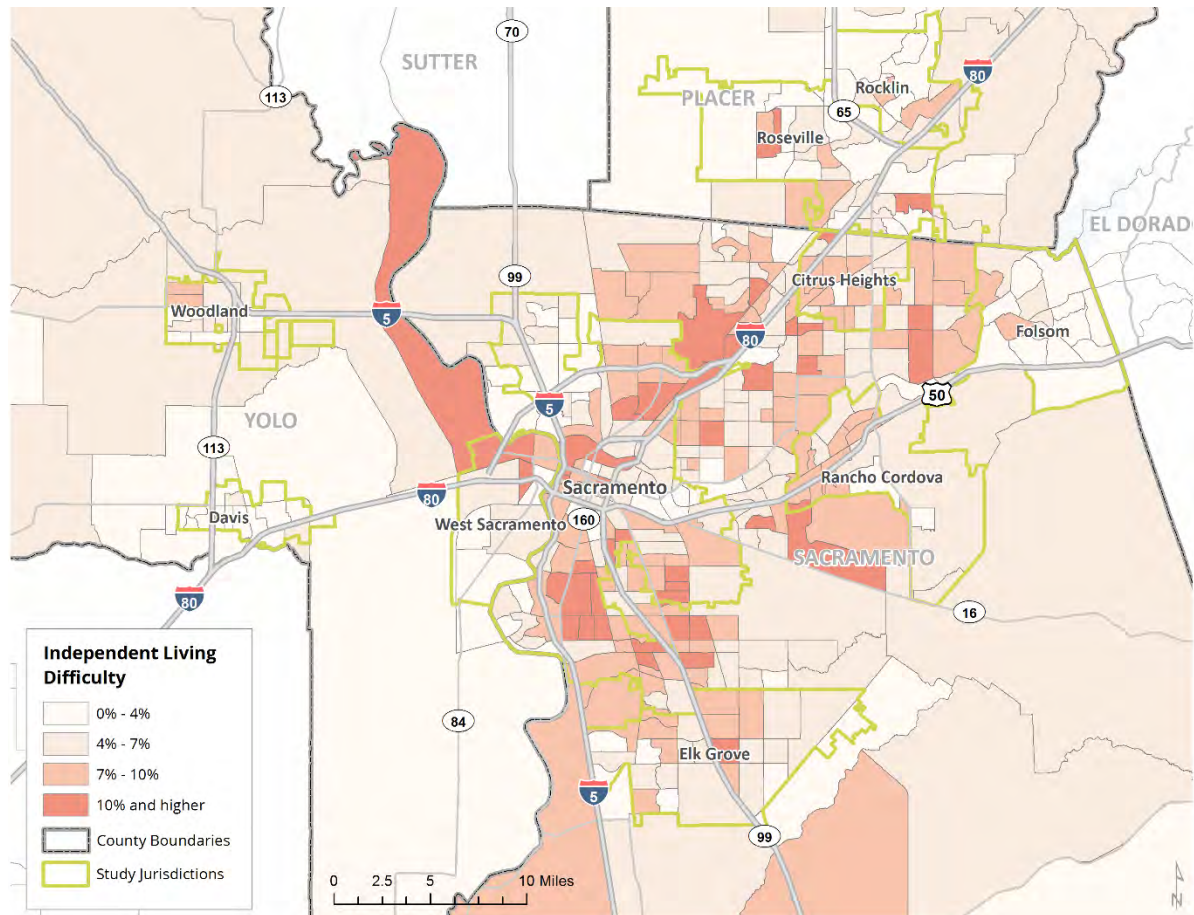 70
SUTTER
113
80
Rocklin
PLACER
65
Roseville
EL DORADO
99
Citrus Heights
Woodland
5
80
Folsom
50
YOLO
5
113
Rancho Cordova
Sacramento
80
Davis
West Sacramento
160
SACRAMENTO
80
16
Independent Living
Difficulty
0% - 4%
4% - 7%
7% - 10%
10% and higher
County Boundaries
Study Jurisdictions
84
Elk Grove
5
99
0 2.5 5 10 Miles
N